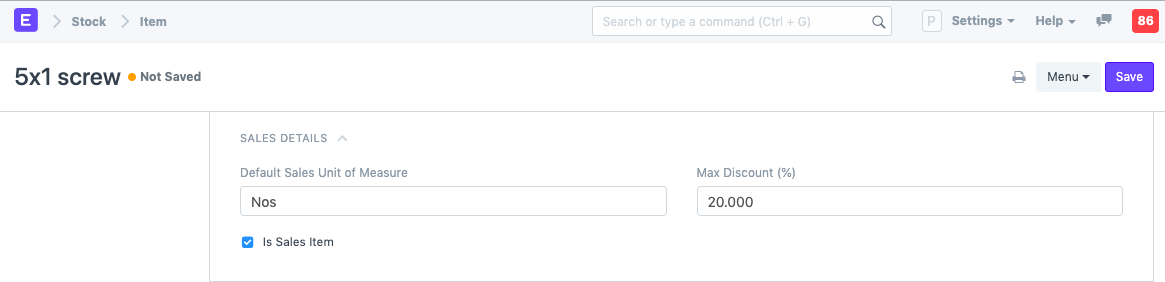 E Stock Item Search or type a command (Ctrl + G) P Settings Help 86
5x1 screw Not Saved Menu Save
SALES DETAILS
Default Sales Unit of Measure Max Discount (%)
Nos 20.000
Is Sales Item